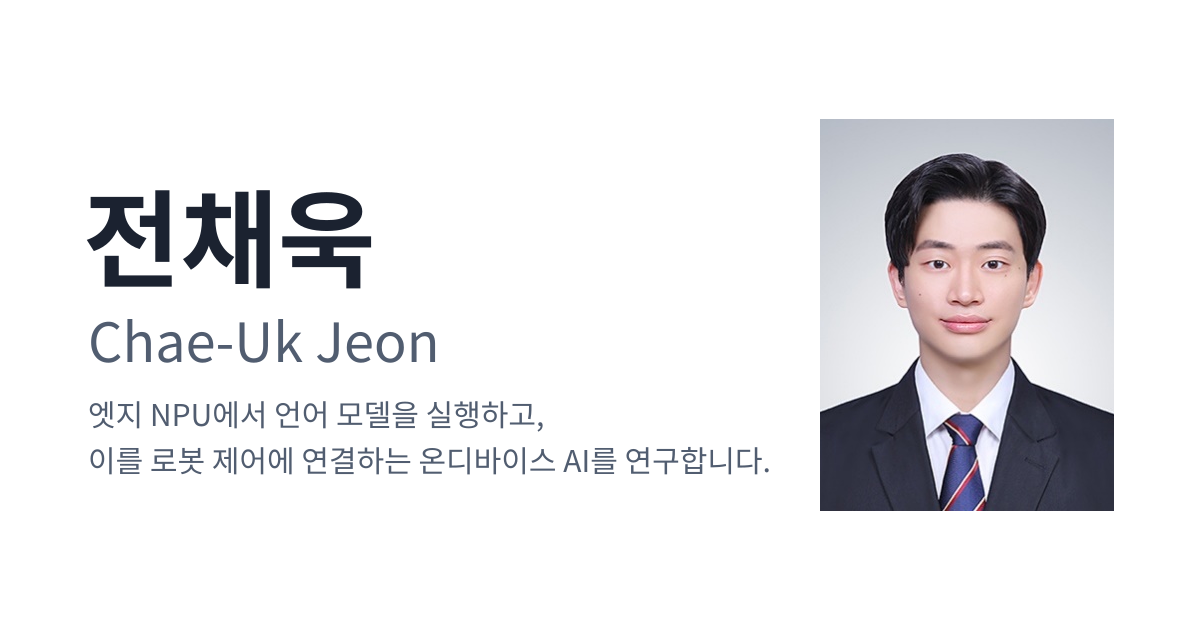 전채욱
Chae-Uk Jeon
엣지 NPU에서 언어 모델을 실행하고,
이를 로봇 제어에 연결하는 온디바이스 AI를 연구합니다.